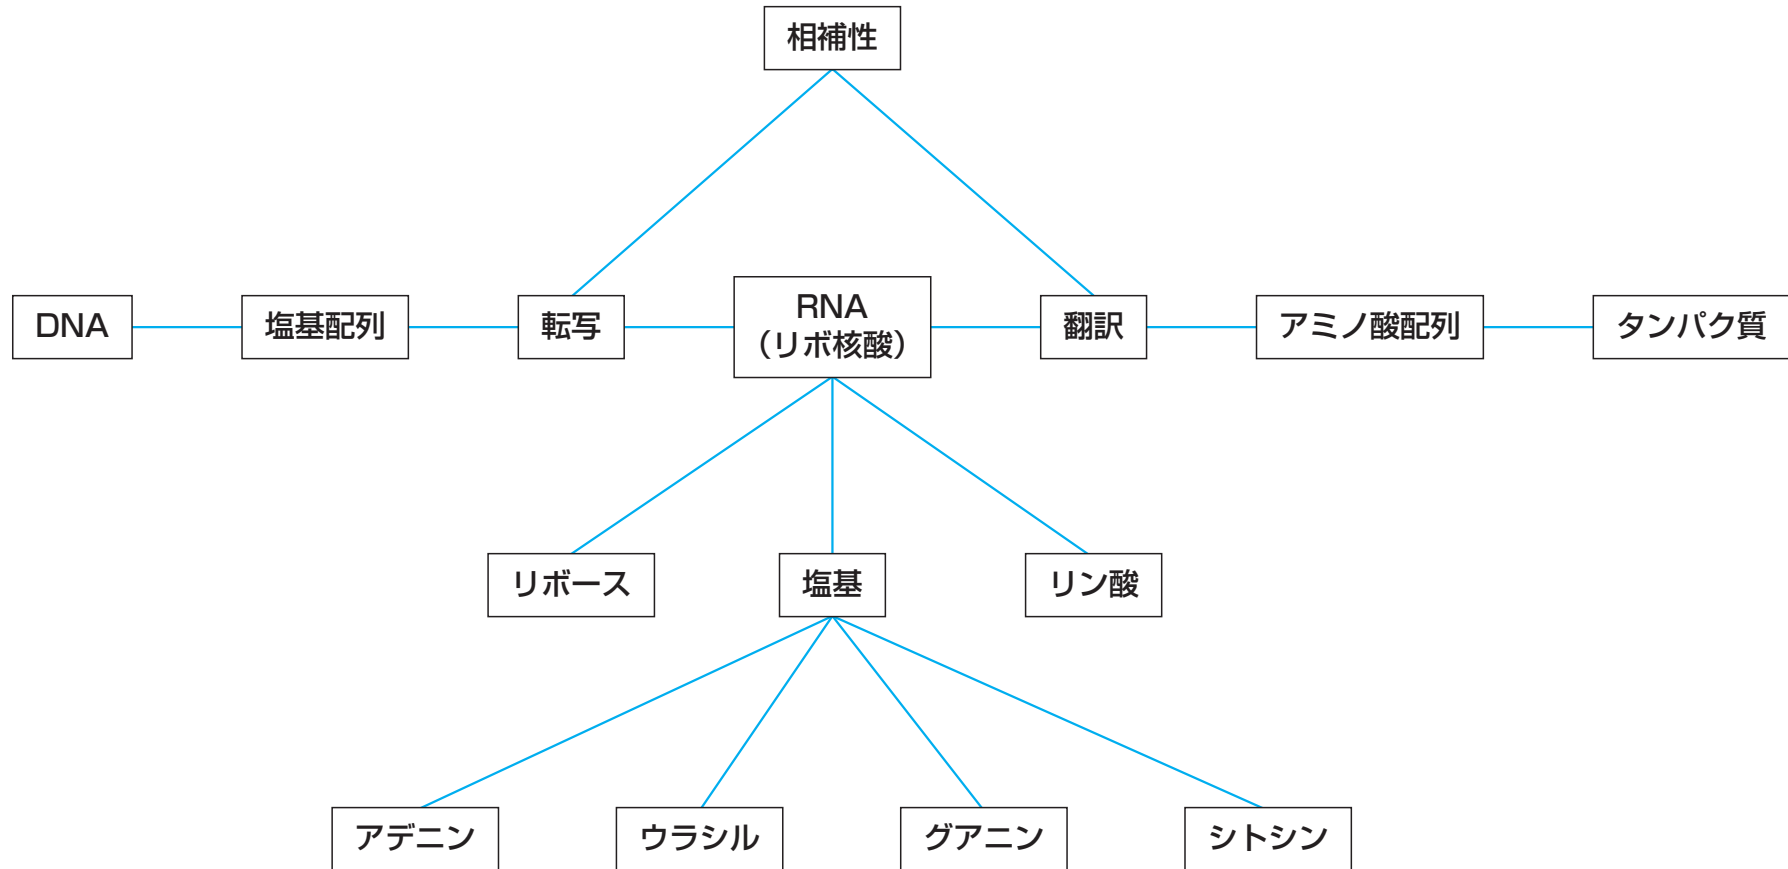 相補性
DNA
塩基配列
転写
RNA
（リボ核酸）
翻訳
アミノ酸配列
タンパク質
リボース
塩基
リン酸
アデニン
ウラシル
グアニン
シトシン